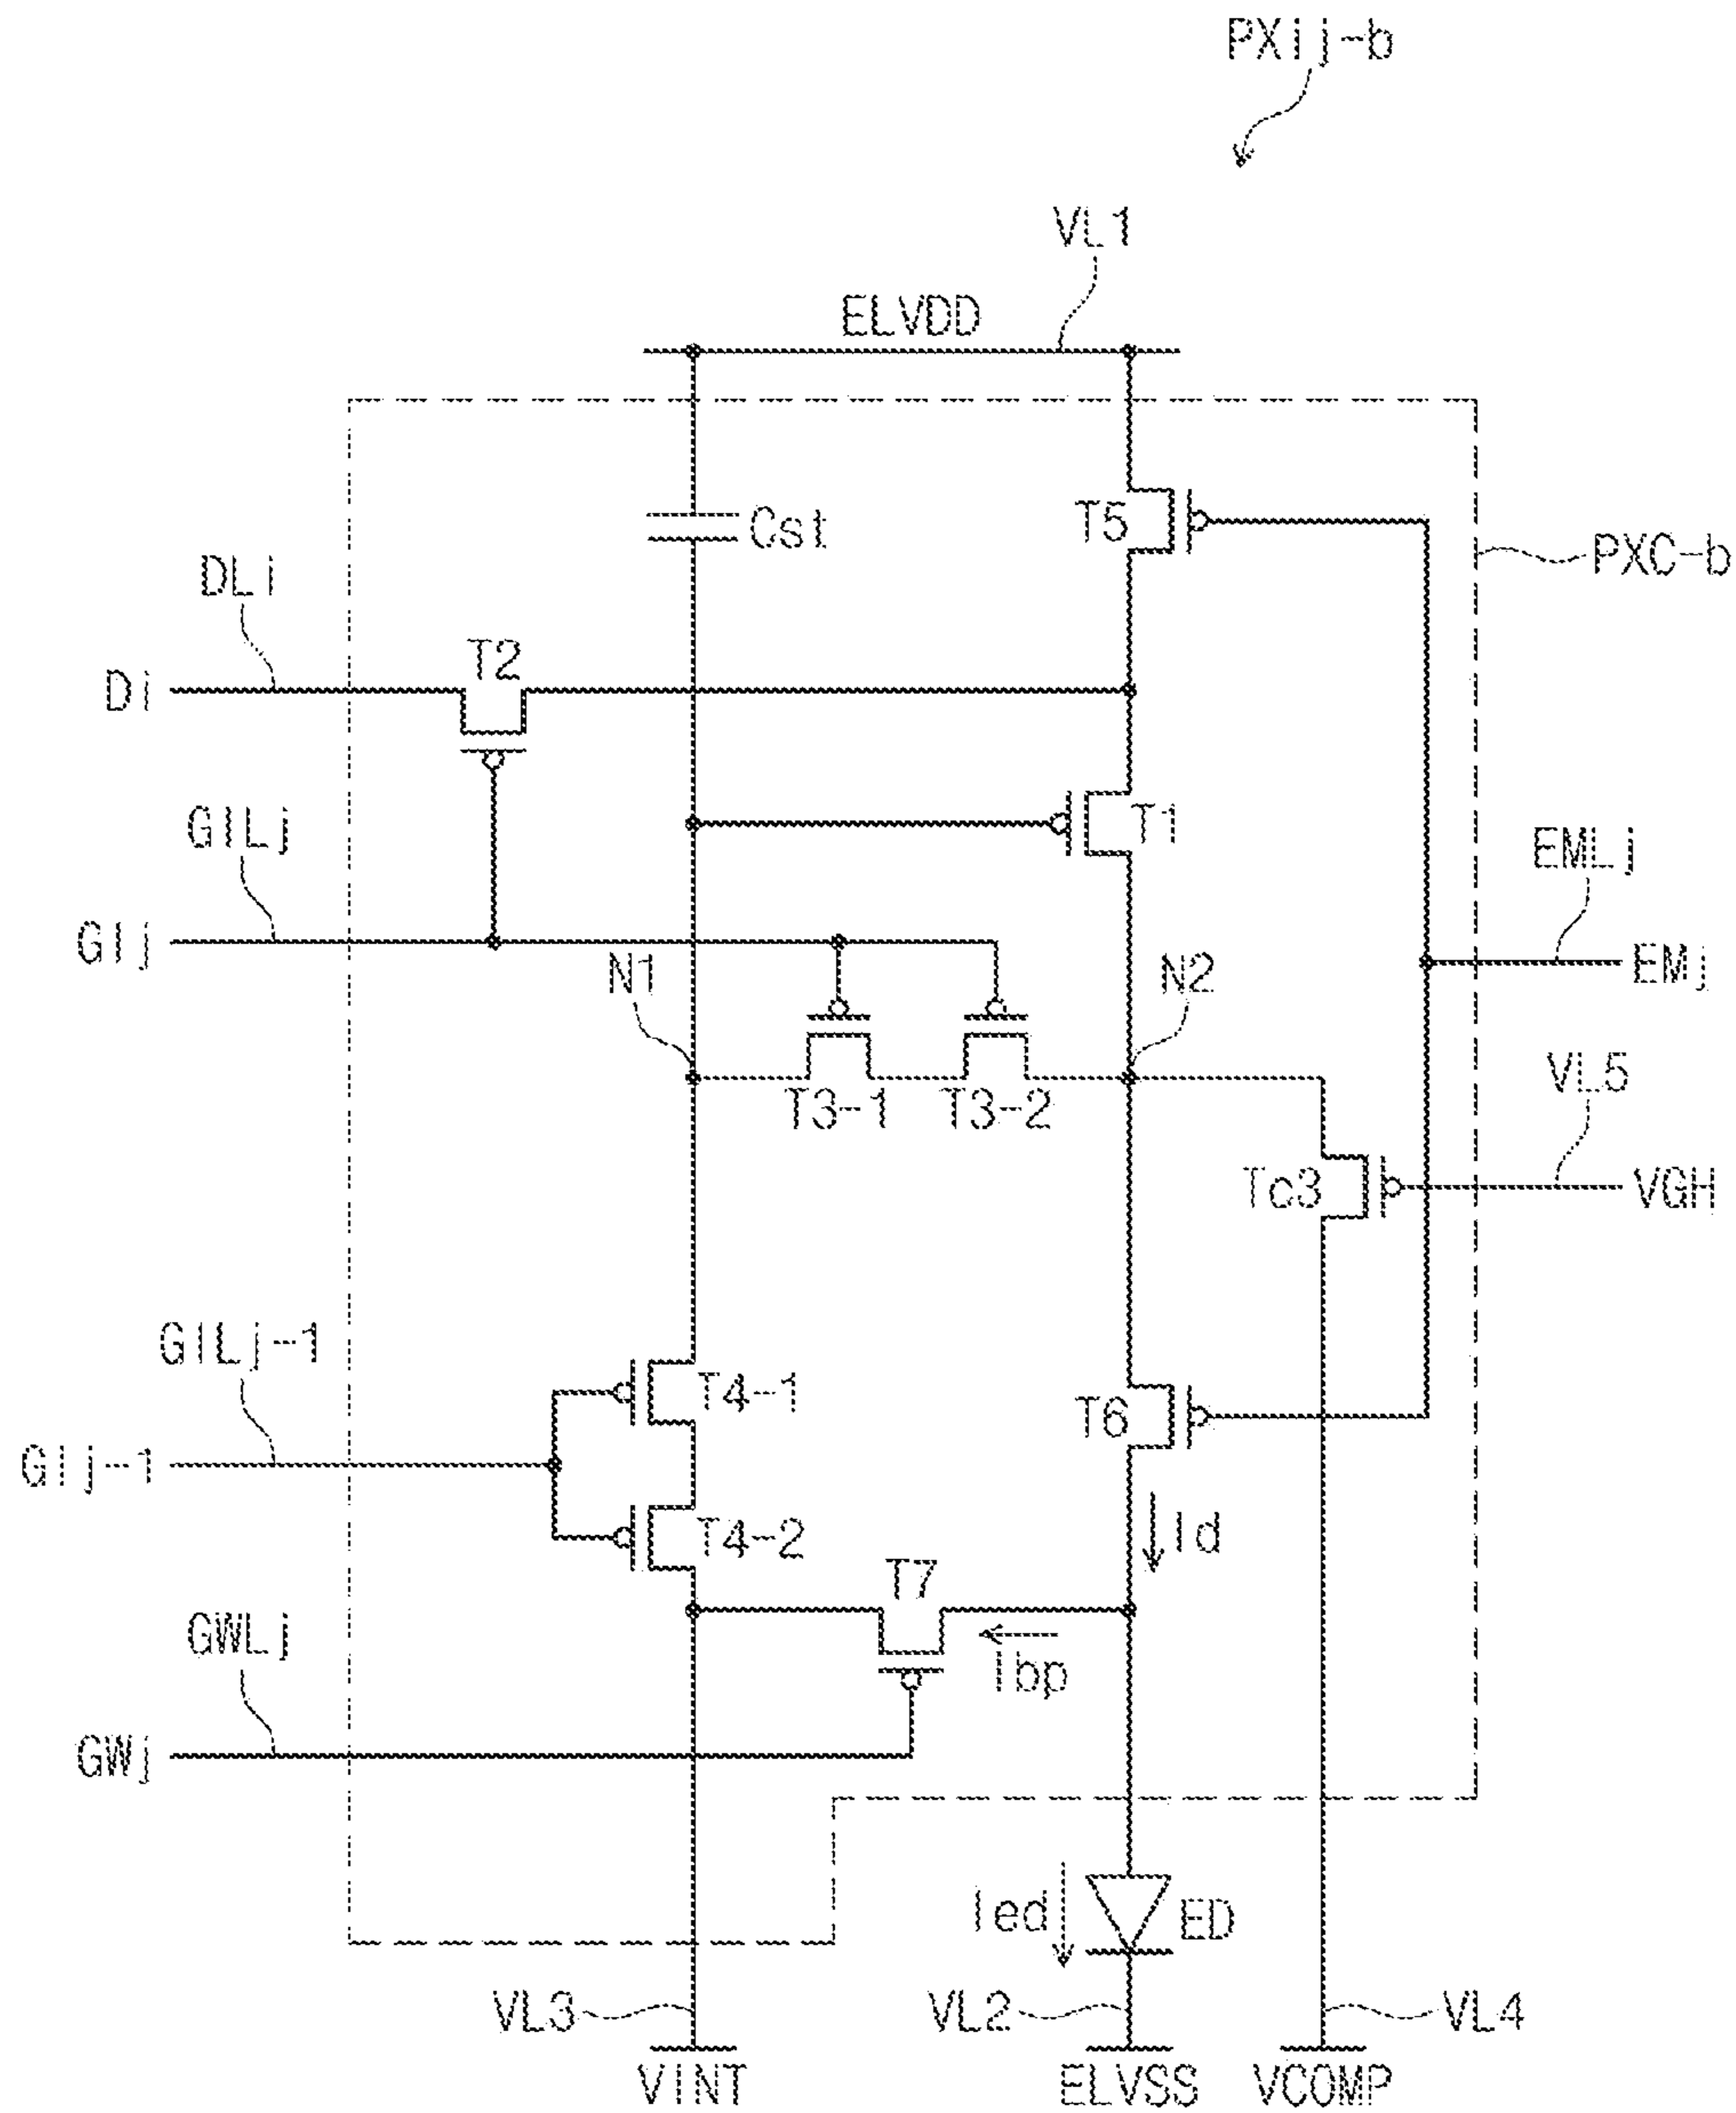 PXij-b
VL1
ELVDD
T5
Cst
PXC-b
DLi
T2
Di
GILj
T1
EMLj
GIj
N1
N2
EMj
VL5
T3-1
T3-2
Tc3
VGH
GILj-1
T4-1
T6
GIj-1
T4-2
Id
T7
GWLj
Ibp
GWj
Ied
ED
VL3
VL2
VL4
VINT
ELVSS
VCOMP